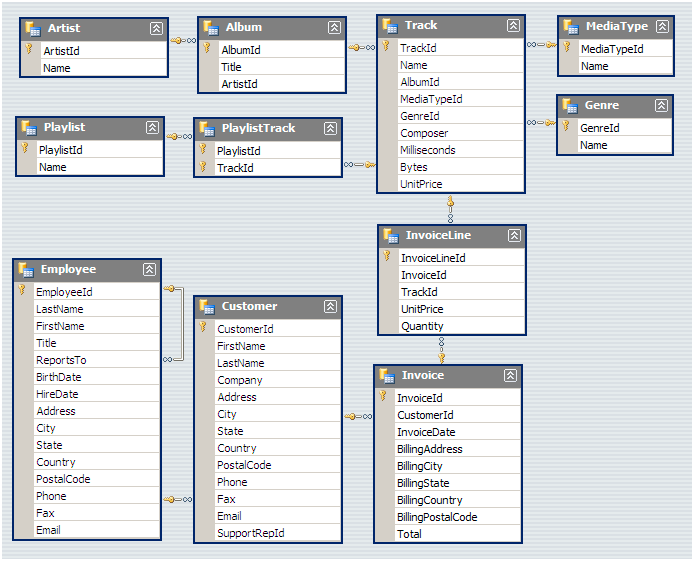 Artist
ArtistId
Name
Album
AlbumId
Title
ArtistId
Track
TrackId
Name
AlbumId
MediaTypeId
GenreId
Composer
Milliseconds
Bytes
UnitPrice
MediaType
MediaTypeId
Name
Genre
GenreId
Name
Playlist
PlaylistId
Name
PlaylistTrack
PlaylistId
TrackId
InvoiceLine
InvoiceLineId
InvoiceId
TrackId
UnitPrice
Quantity
Employee
EmployeeId
LastName
FirstName
Title
ReportsTo
BirthDate
HireDate
Address
City
State
Country
PostalCode
Phone
Fax
Email
Customer
CustomerId
FirstName
LastName
Company
Address
City
State
Country
PostalCode
Phone
Fax
Email
SupportRepId
Invoice
InvoiceId
CustomerId
InvoiceDate
BillingAddress
BillingCity
BillingState
BillingCountry
BillingPostalCode
Total